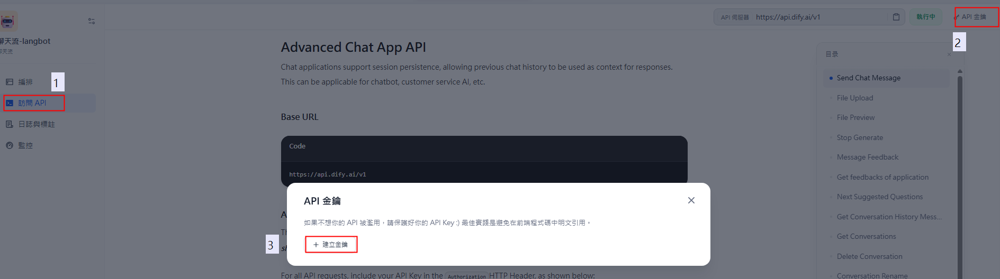 API 伺服器 https://api.dify.ai/v1
執行中
API 金鑰
2
聊天流-langbot
聊天流
編排
1
訪問 API
日誌與標註
監控
Advanced Chat App API
Chat applications support session persistence, allowing previous chat history to be used as context for responses.
This can be applicable for chatbot, customer service AI, etc.
Base URL
Code
https://api.dify.ai/v1
API 金鑰
如果不想你的 API 被濫用，請保護好你的 API Key :) 最佳實踐是避免在前端程式碼中明文引用。
3
+ 建立金鑰
For all API requests, include your API Key in the Authorization HTTP Header, as shown below:
目录
Send Chat Message
File Upload
File Preview
Stop Generate
Message Feedback
Get feedbacks of application
Next Suggested Questions
Get Conversation History Mess...
Get Conversations
Delete Conversation
Conversation Rename